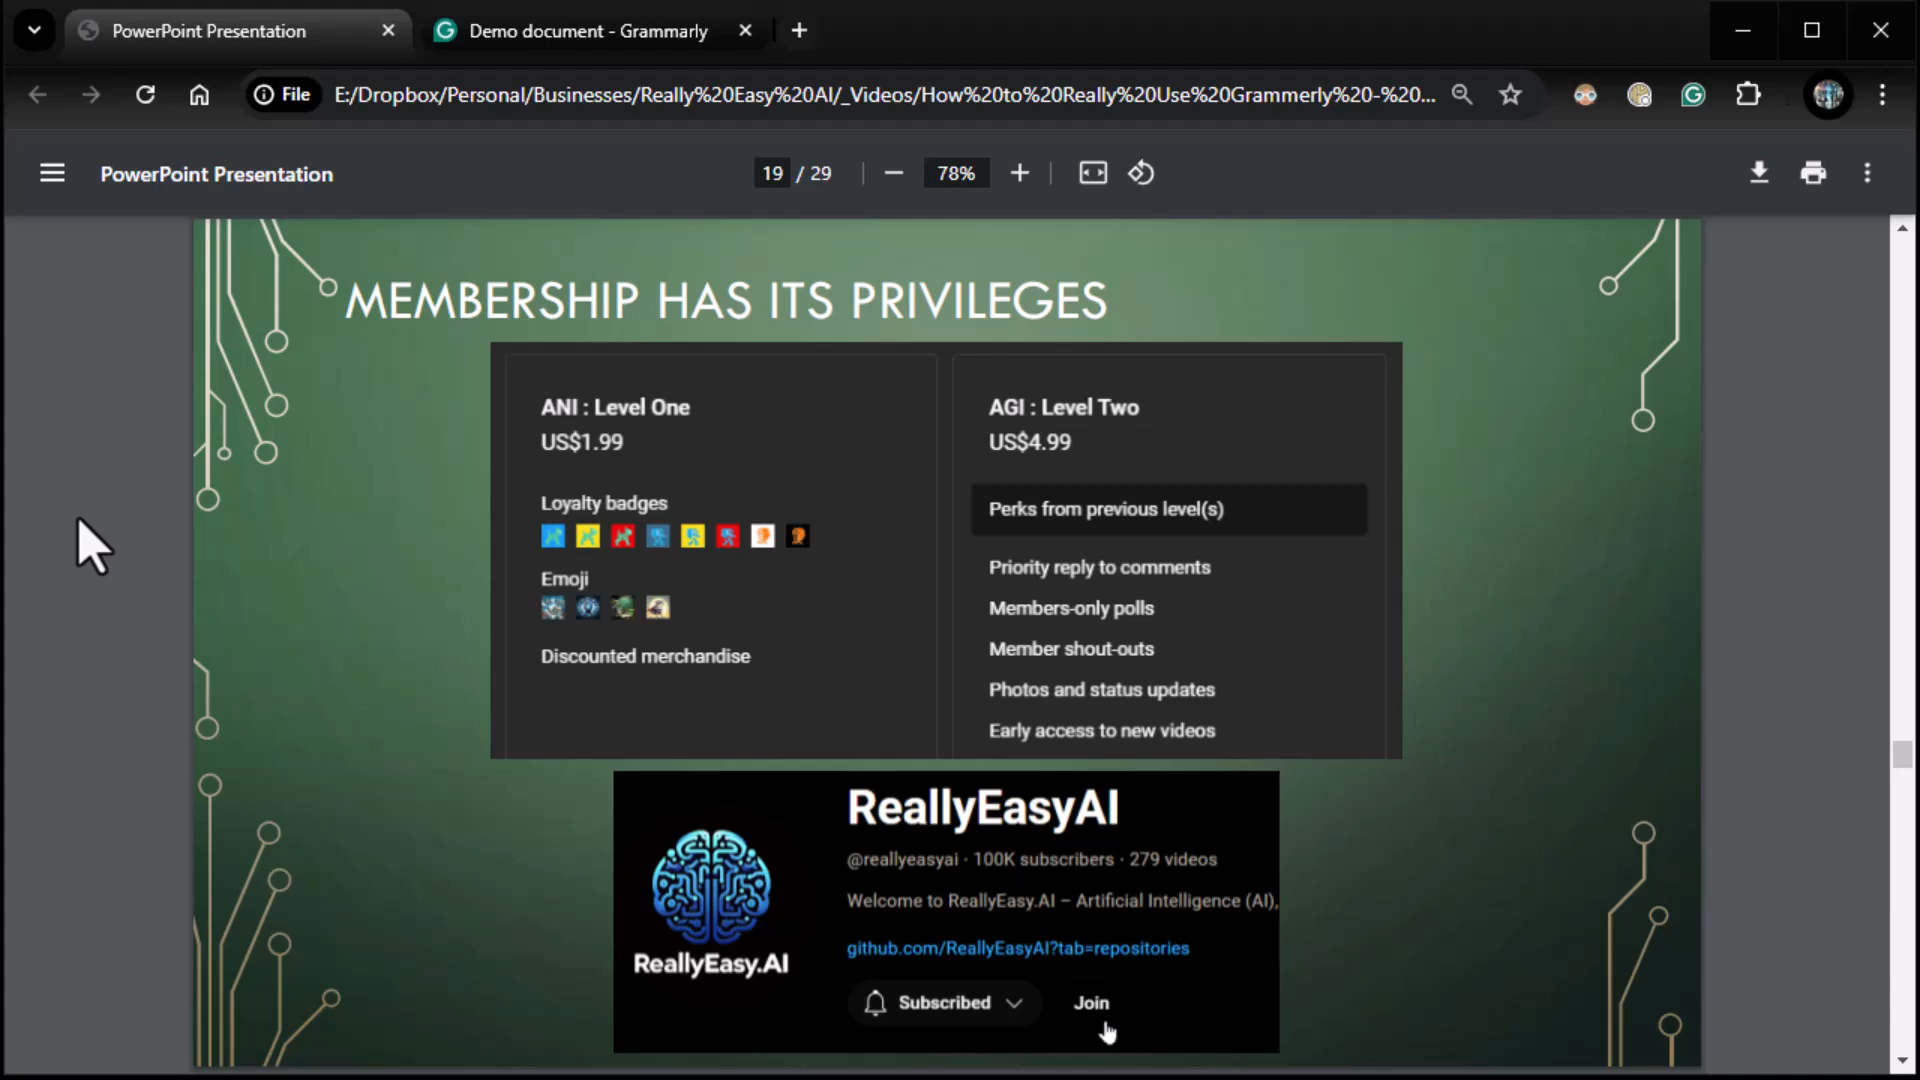 PowerPoint Presentation
Demo document - Grammarly
File
E:/Dropbox/Personal/Businesses/Really%20Easy%20AI/_Videos/How%20to%20Really%20Use%20Grammerly%20-%20...
PowerPoint Presentation
19 / 29
78%
MEMBERSHIP HAS ITS PRIVILEGES
ANI : Level One
US$1.99
Loyalty badges
Emoji
Discounted merchandise
AGI : Level Two
US$4.99
Perks from previous level(s)
Priority reply to comments
Members-only polls
Member shout-outs
Photos and status updates
Early access to new videos
ReallyEasy.AI
ReallyEasyAI
@reallyeasyai · 100K subscribers · 279 videos
Welcome to ReallyEasy.AI – Artificial Intelligence (AI),
github.com/ReallyEasyAI?tab=repositories
Subscribed
Join